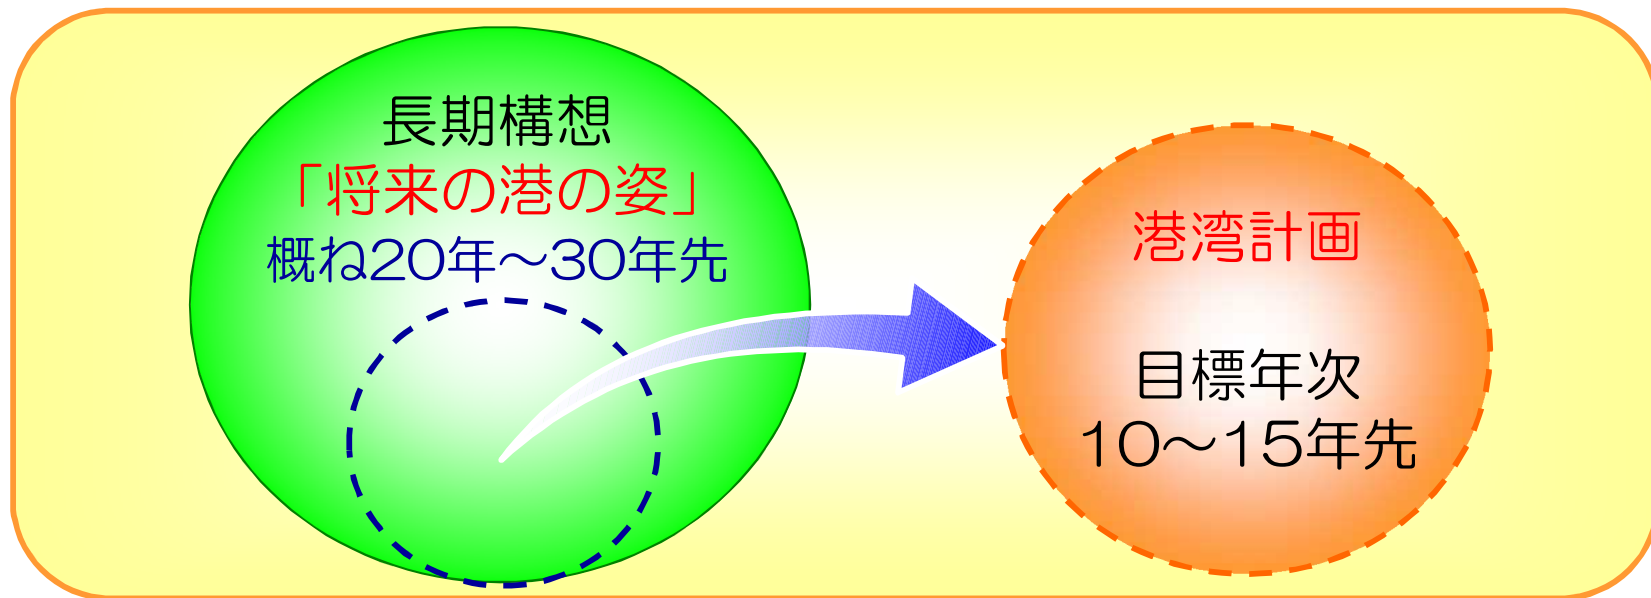 長期構想
「将来の港の姿」
概ね20年～30年先
港湾計画
目標年次
10～15年先